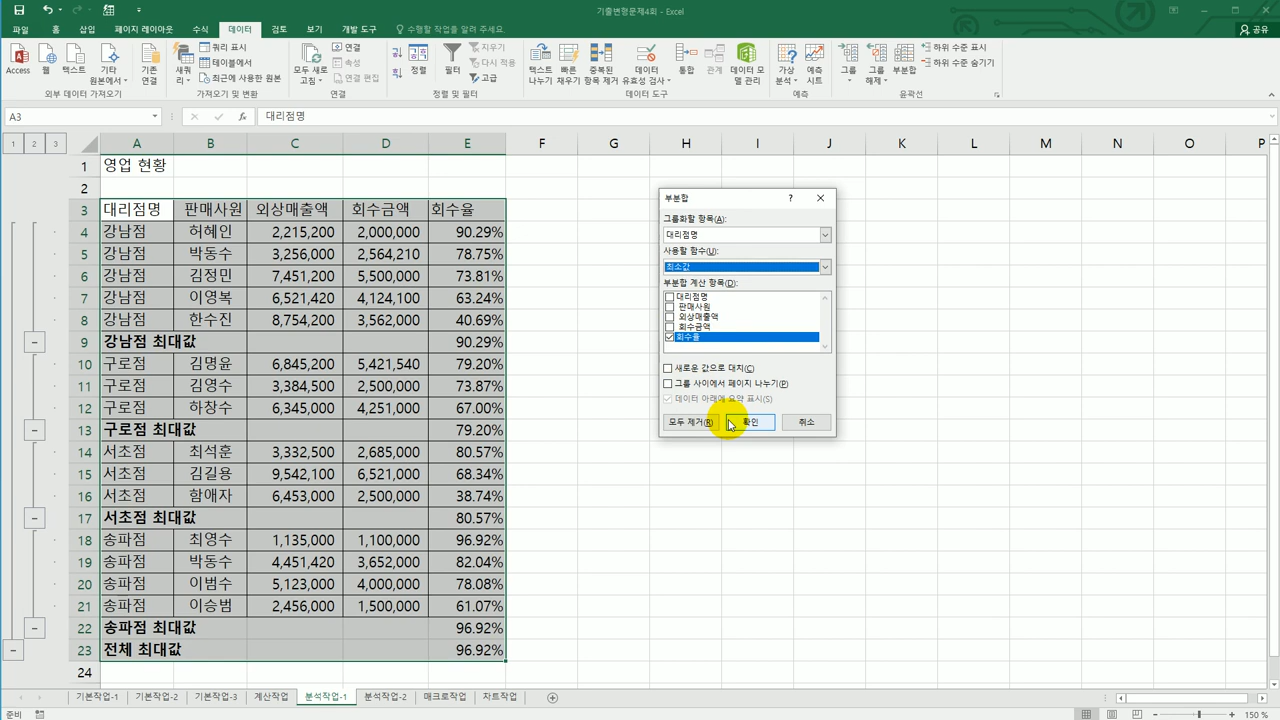 기출변형문제4회 - Excel
파일 홈 삽입 페이지 레이아웃 수식 데이터 검토 보기 개발 도구 수행할 작업을 알려 주세요. 공유
Access 웹 텍스트 기타 원본에서 기존 연결 새 쿼리 쿼리 표시 테이블에서 최근에 사용한 원본 모두 새로 고침 연결 속성 연결 편집 정렬 필터 지우기 다시 적용 고급 텍스트 나누기 빠른 채우기 중복된 항목 제거 데이터 유효성 검사 통합 관계 데이터 모델 관리 가상 분석 예측 시트 그룹 그룹 해제 부분합 하위 수준 표시 하위 수준 숨기기
외부 데이터 가져오기 가져오기 및 변환 연결 정렬 및 필터 데이터 도구 예측 윤곽선
A3 fx 대리점명
1 2 3 A B C D E F G H I J K L M N O P
1 영업 현황
2
3 대리점명 판매사원 외상매출액 회수금액 회수율
4 강남점 허혜인 2,215,200 2,000,000 90.29%
5 강남점 박동수 3,256,000 2,564,210 78.75%
6 강남점 김정민 7,451,200 5,500,000 73.81%
7 강남점 이영복 6,521,420 4,124,100 63.24%
8 강남점 한수진 8,754,200 3,562,000 40.69%
9 강남점 최대값 90.29%
10 구로점 김명윤 6,845,200 5,421,540 79.20%
11 구로점 김영수 3,384,500 2,500,000 73.87%
12 구로점 하창수 6,345,000 4,251,000 67.00%
13 구로점 최대값 79.20%
14 서초점 최석훈 3,332,500 2,685,000 80.57%
15 서초점 김길용 9,542,100 6,521,000 68.34%
16 서초점 함애자 6,453,000 2,500,000 38.74%
17 서초점 최대값 80.57%
18 송파점 최영수 1,135,000 1,100,000 96.92%
19 송파점 박동수 4,451,420 3,652,000 82.04%
20 송파점 이범수 5,123,000 4,000,000 78.08%
21 송파점 이승범 2,456,000 1,500,000 61.07%
22 송파점 최대값 96.92%
23 전체 최대값 96.92%
24
부분합 ?
그룹화할 항목(A):
대리점명
사용할 함수(U):
최소값
부분합 계산 항목(D):
대리점명
판매사원
외상매출액
회수금액
회수율
새로운 값으로 대치(C)
그룹 사이에서 페이지 나누기(P)
데이터 아래에 요약 표시(S)
모두 제거(R) 확인 취소
기본작업-1 기본작업-2 기본작업-3 계산작업 분석작업-1 분석작업-2 매크로작업 차트작업
준비 150 %